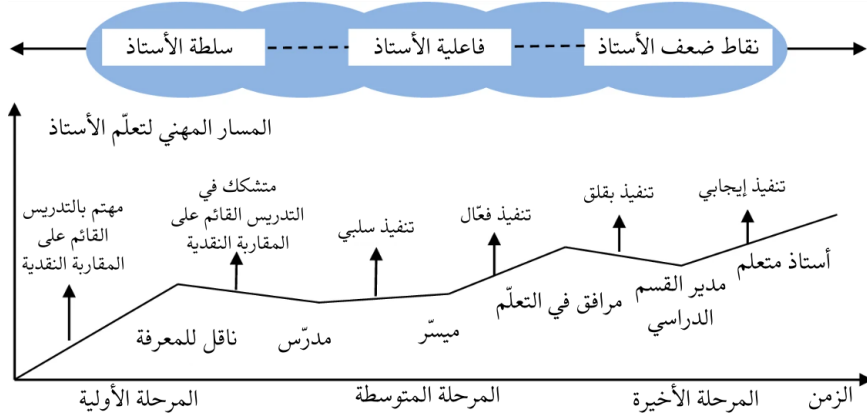 نقاط ضعف الأستاذ
فاعلية الأستاذ
سلطة الأستاذ
المسار المهني لتعلّم الأستاذ
مهتم بالتدريس
القائم على
المقاربة النقدية
متشكك في
التدريس القائم على
المقاربة النقدية
تنفيذ سلبي
تنفيذ فعّال
تنفيذ بقلق
تنفيذ إيجابي
ناقل للمعرفة
مدرّس
ميسّر
مرافق في التعلّم
مدير القسم
الدراسي
أستاذ متعلم
المرحلة الأولية
المرحلة المتوسطة
المرحلة الأخيرة
الزمن